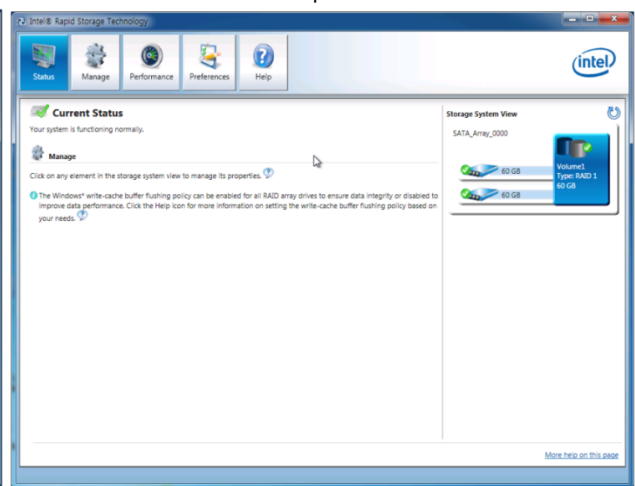 Intel® Rapid Storage Technology
Status
Manage
Performance
Preferences
Help
intel
Current Status
Your system is functioning normally.
Manage
Click on any element in the storage system view to manage its properties.
The Windows* write-cache buffer flushing policy can be enabled for all RAID array drives to ensure data integrity or disabled to
improve data performance. Click the Help icon for more information on setting the write-cache buffer flushing policy based on
your needs.
Storage System View
SATA_Array_0000
60 GB
60 GB
Volume1
Type: RAID 1
60 GB
More help on this page